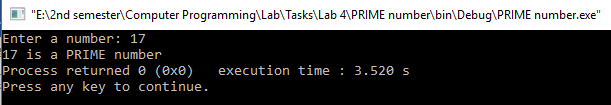 "E:\2nd semester\Computer Programming\Lab\Tasks\Lab 4\PRIME number\bin\Debug\PRIME number.exe"
Enter a number: 17
17 is a PRIME number
Process returned 0 (0x0)   execution time : 3.520 s
Press any key to continue.